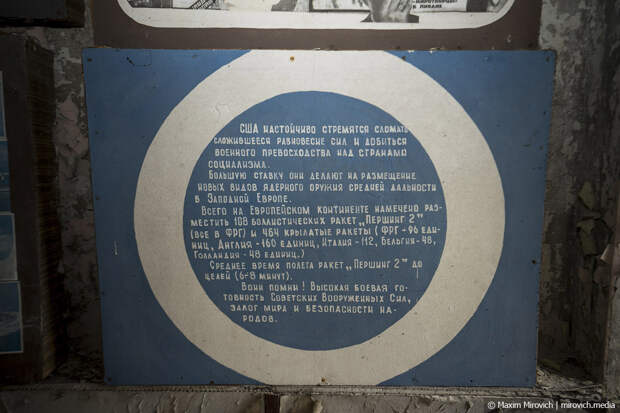 США настойчиво стремятся сломать
сложившееся равновесие сил и добиться
военного превосходства над странами
социализма.
Большую ставку они делают на размещение
новых видов ядерного оружия средней дальности
в Западной Европе.
Всего на Европейском континенте намечено раз-
местить 108 баллистических ракет „Першинг 2"
(все в ФРГ) и 464 крылатые ракеты (ФРГ - 96 еди-
ниц, Англия - 160 единиц, Италия - 112, Бельгия - 48,
Голландия - 48 единиц.)
Среднее время полета ракет „Першинг 2" до
целей (6-8 минут).
Воин помни! Высокая боевая го-
товность Советских Вооруженных Сил,
залог мира и безопасности на-
родов.
© Maxim Mirovich | mirovich.media